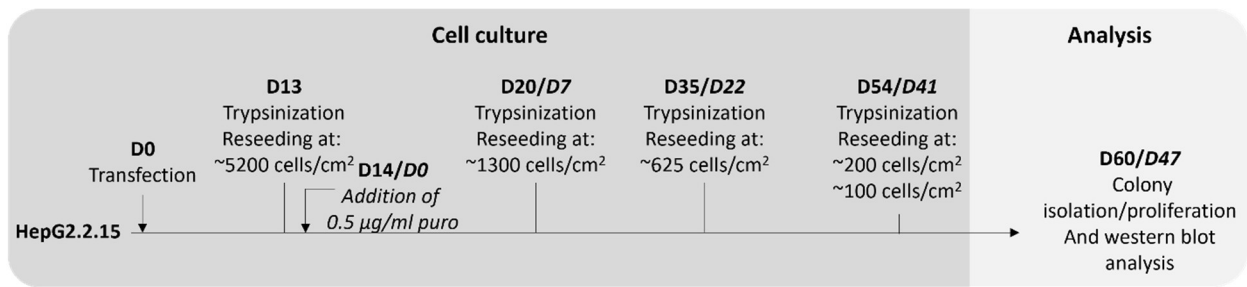 Cell culture
Analysis
D0
Transfection
D13
Trypsinization
Reseeding at:
~5200 cells/cm²
D14/D0
Addition of
0.5 µg/ml puro
D20/D7
Trypsinization
Reseeding at:
~1300 cells/cm²
D35/D22
Trypsinization
Reseeding at:
~625 cells/cm²
D54/D41
Trypsinization
Reseeding at:
~200 cells/cm²
~100 cells/cm²
D60/D47
Colony
isolation/proliferation
And western blot
analysis
HepG2.2.15